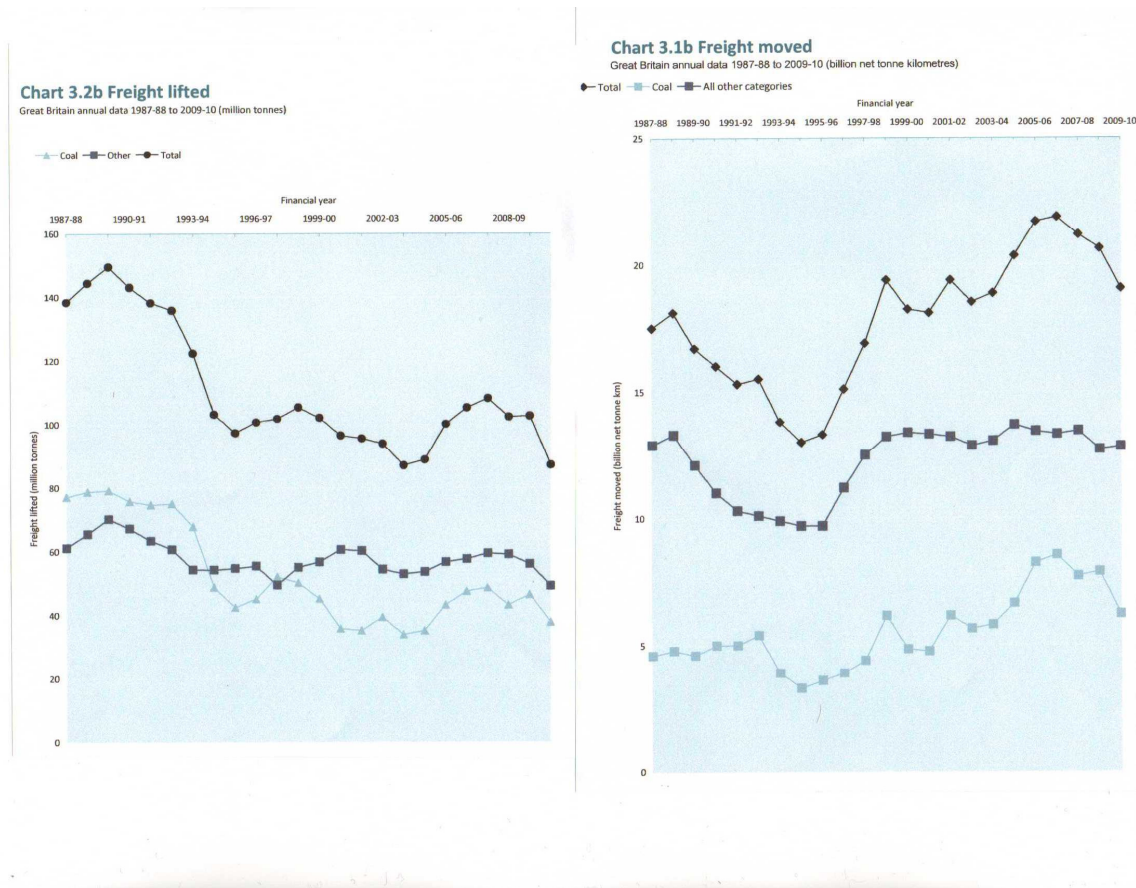 Chart 3.2b Freight lifted
Great Britain annual data 1987-88 to 2009-10 (million tonnes)
Coal Other Total
Financial year
1987-88 1990-91 1993-94 1996-97 1999-00 2002-03 2005-06 2008-09
160
140
120
100
80
60
40
20
0
Freight lifted (million tonnes)
Chart 3.1b Freight moved
Great Britain annual data 1987-88 to 2009-10 (billion net tonne kilometres)
Total Coal All other categories
Financial year
1987-88 1989-90 1991-92 1993-94 1995-96 1997-98 1999-00 2001-02 2003-04 2005-06 2007-08 2009-10
25
20
15
10
5
0
Freight moved (billion net tonne km)